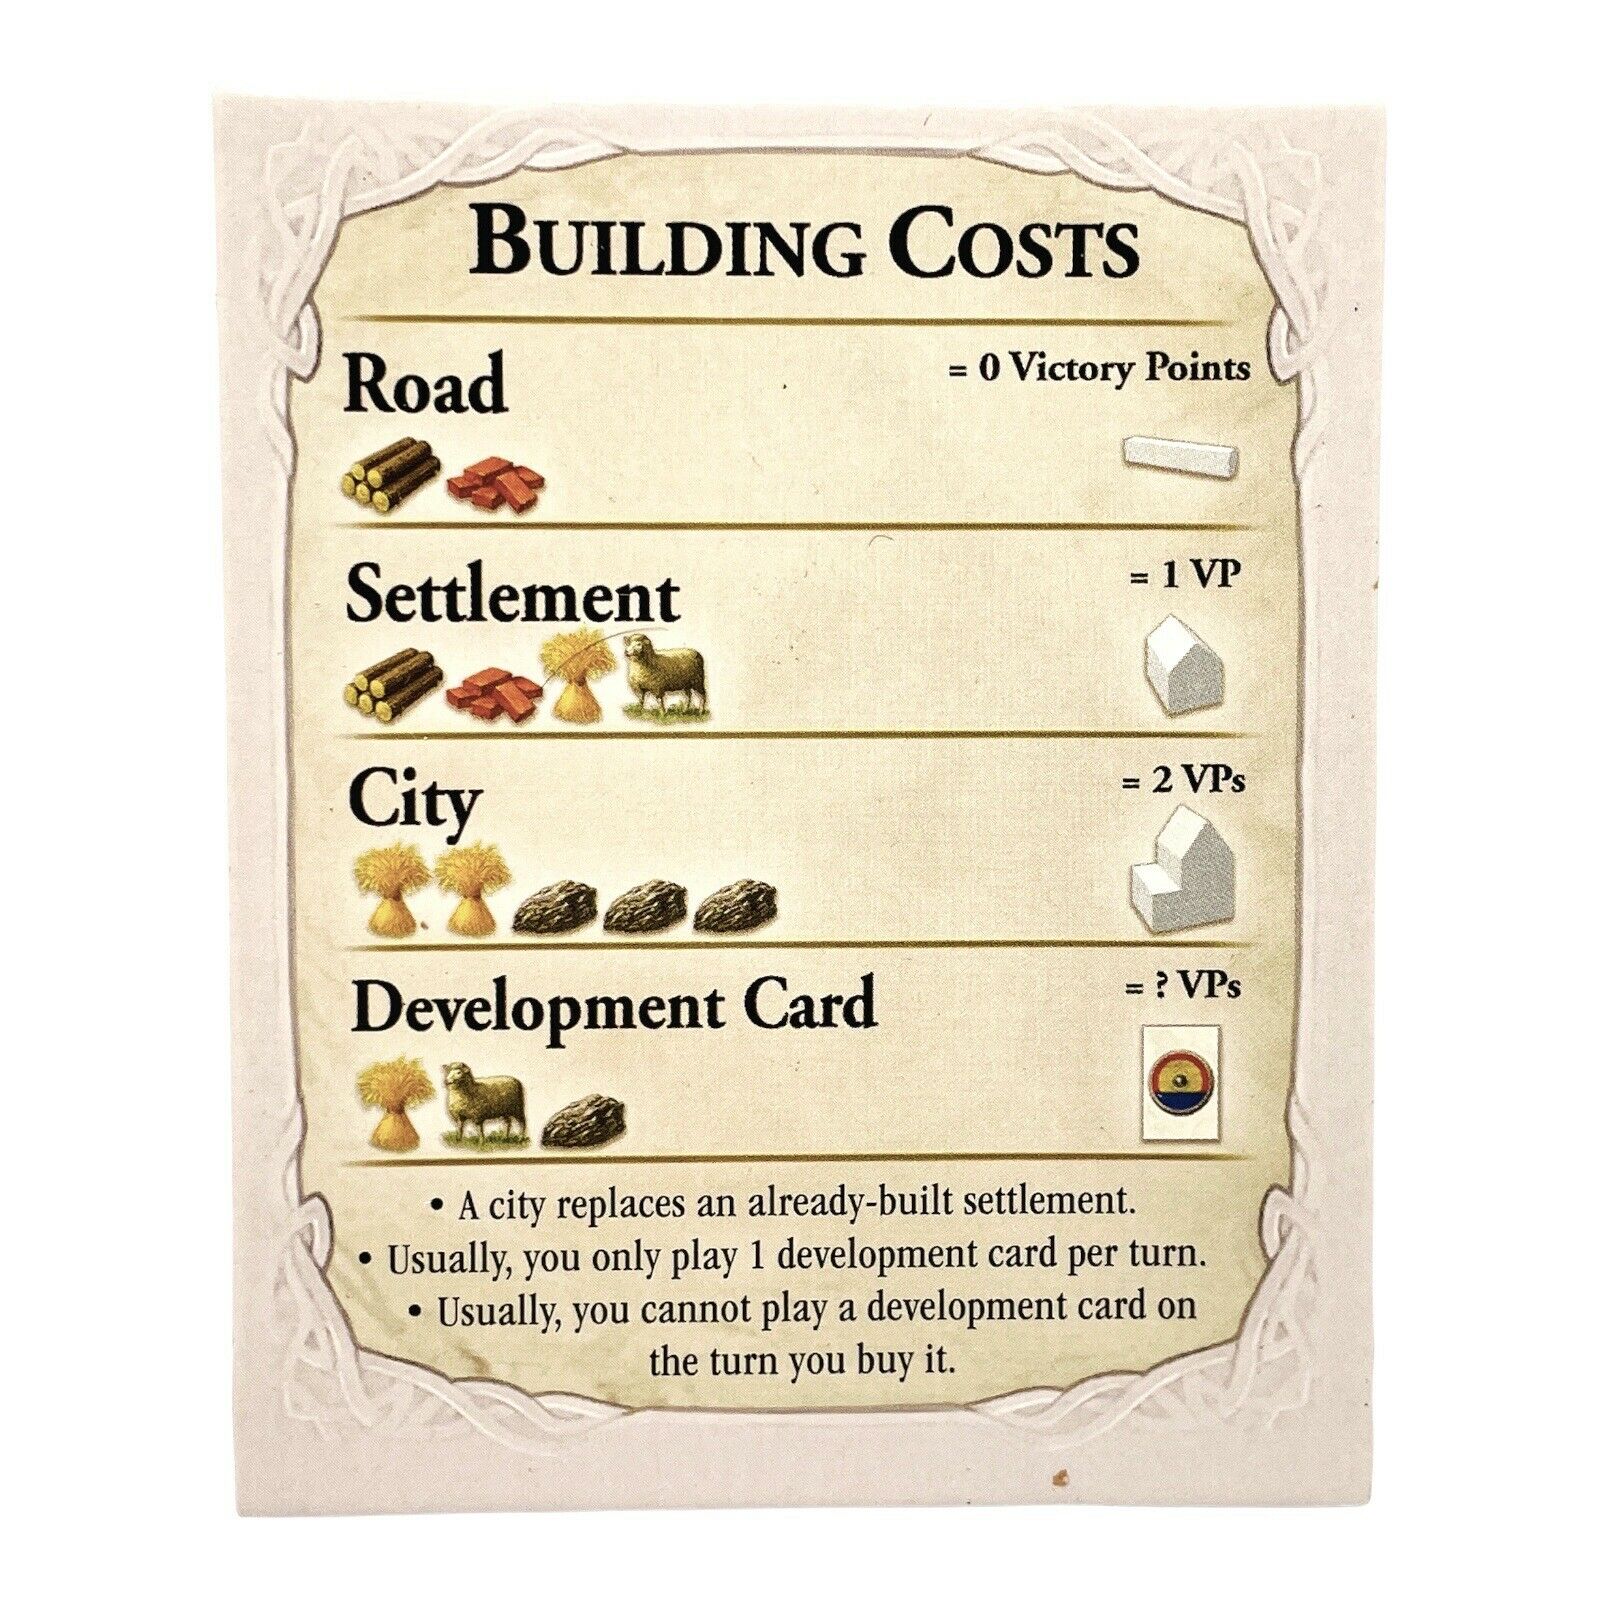 BUILDING COSTS
Road
= 0 Victory Points
Settlement
= 1 VP
City
= 2 VPs
Development Card
= ? VPs
• A city replaces an already-built settlement.
• Usually, you only play 1 development card per turn.
• Usually, you cannot play a development card on
the turn you buy it.